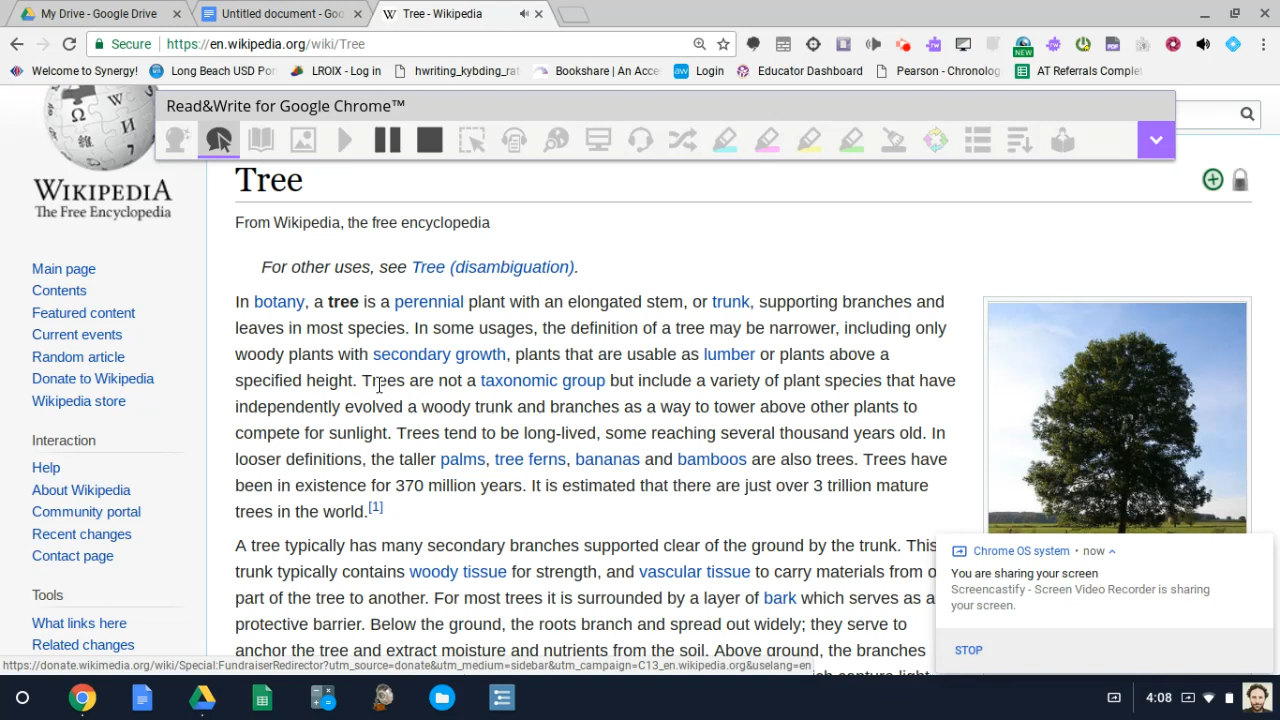 My Drive - Google Drive
Untitled document - Goo
Tree - Wikipedia
Secure
https://en.wikipedia.org/wiki/Tree
NEW
PDF
Welcome to Synergy!
Long Beach USD Por
LROIX - Log in
nwriting_kybding_rat
Bookshare | An Acce
aw
Login
Educator Dashboard
Pearson - Chronolog
AT Referrals Complet
Read&Write for Google Chrome™
WIKIPEDIA
The Free Encyclopedia
Main page
Contents
Featured content
Current events
Random article
Donate to Wikipedia
Wikipedia store
Interaction
Help
About Wikipedia
Community portal
Recent changes
Contact page
Tools
What links here
Related changes
Tree
From Wikipedia, the free encyclopedia
For other uses, see Tree (disambiguation).
In botany, a tree is a perennial plant with an elongated stem, or trunk, supporting branches and
leaves in most species. In some usages, the definition of a tree may be narrower, including only
woody plants with secondary growth, plants that are usable as lumber or plants above a
specified height. Trees are not a taxonomic group but include a variety of plant species that have
independently evolved a woody trunk and branches as a way to tower above other plants to
compete for sunlight. Trees tend to be long-lived, some reaching several thousand years old. In
looser definitions, the taller palms, tree ferns, bananas and bamboos are also trees. Trees have
been in existence for 370 million years. It is estimated that there are just over 3 trillion mature
trees in the world.[1]
A tree typically has many secondary branches supported clear of the ground by the trunk. This
trunk typically contains woody tissue for strength, and vascular tissue to carry materials from o
part of the tree to another. For most trees it is surrounded by a layer of bark which serves as a
protective barrier. Below the ground, the roots branch and spread out widely; they serve to
anchor the tree and extract moisture and nutrients from the soil. Above ground, the branches
Chrome OS system • now
You are sharing your screen
Screencastify - Screen Video Recorder is sharing
your screen.
STOP
https://donate.wikimedia.org/wiki/Special:FundraiserRedirector?utm_source=donate&utm_medium=sidebar&utm_campaign=C13_en.wikipedia.org&uselang=en
4:08